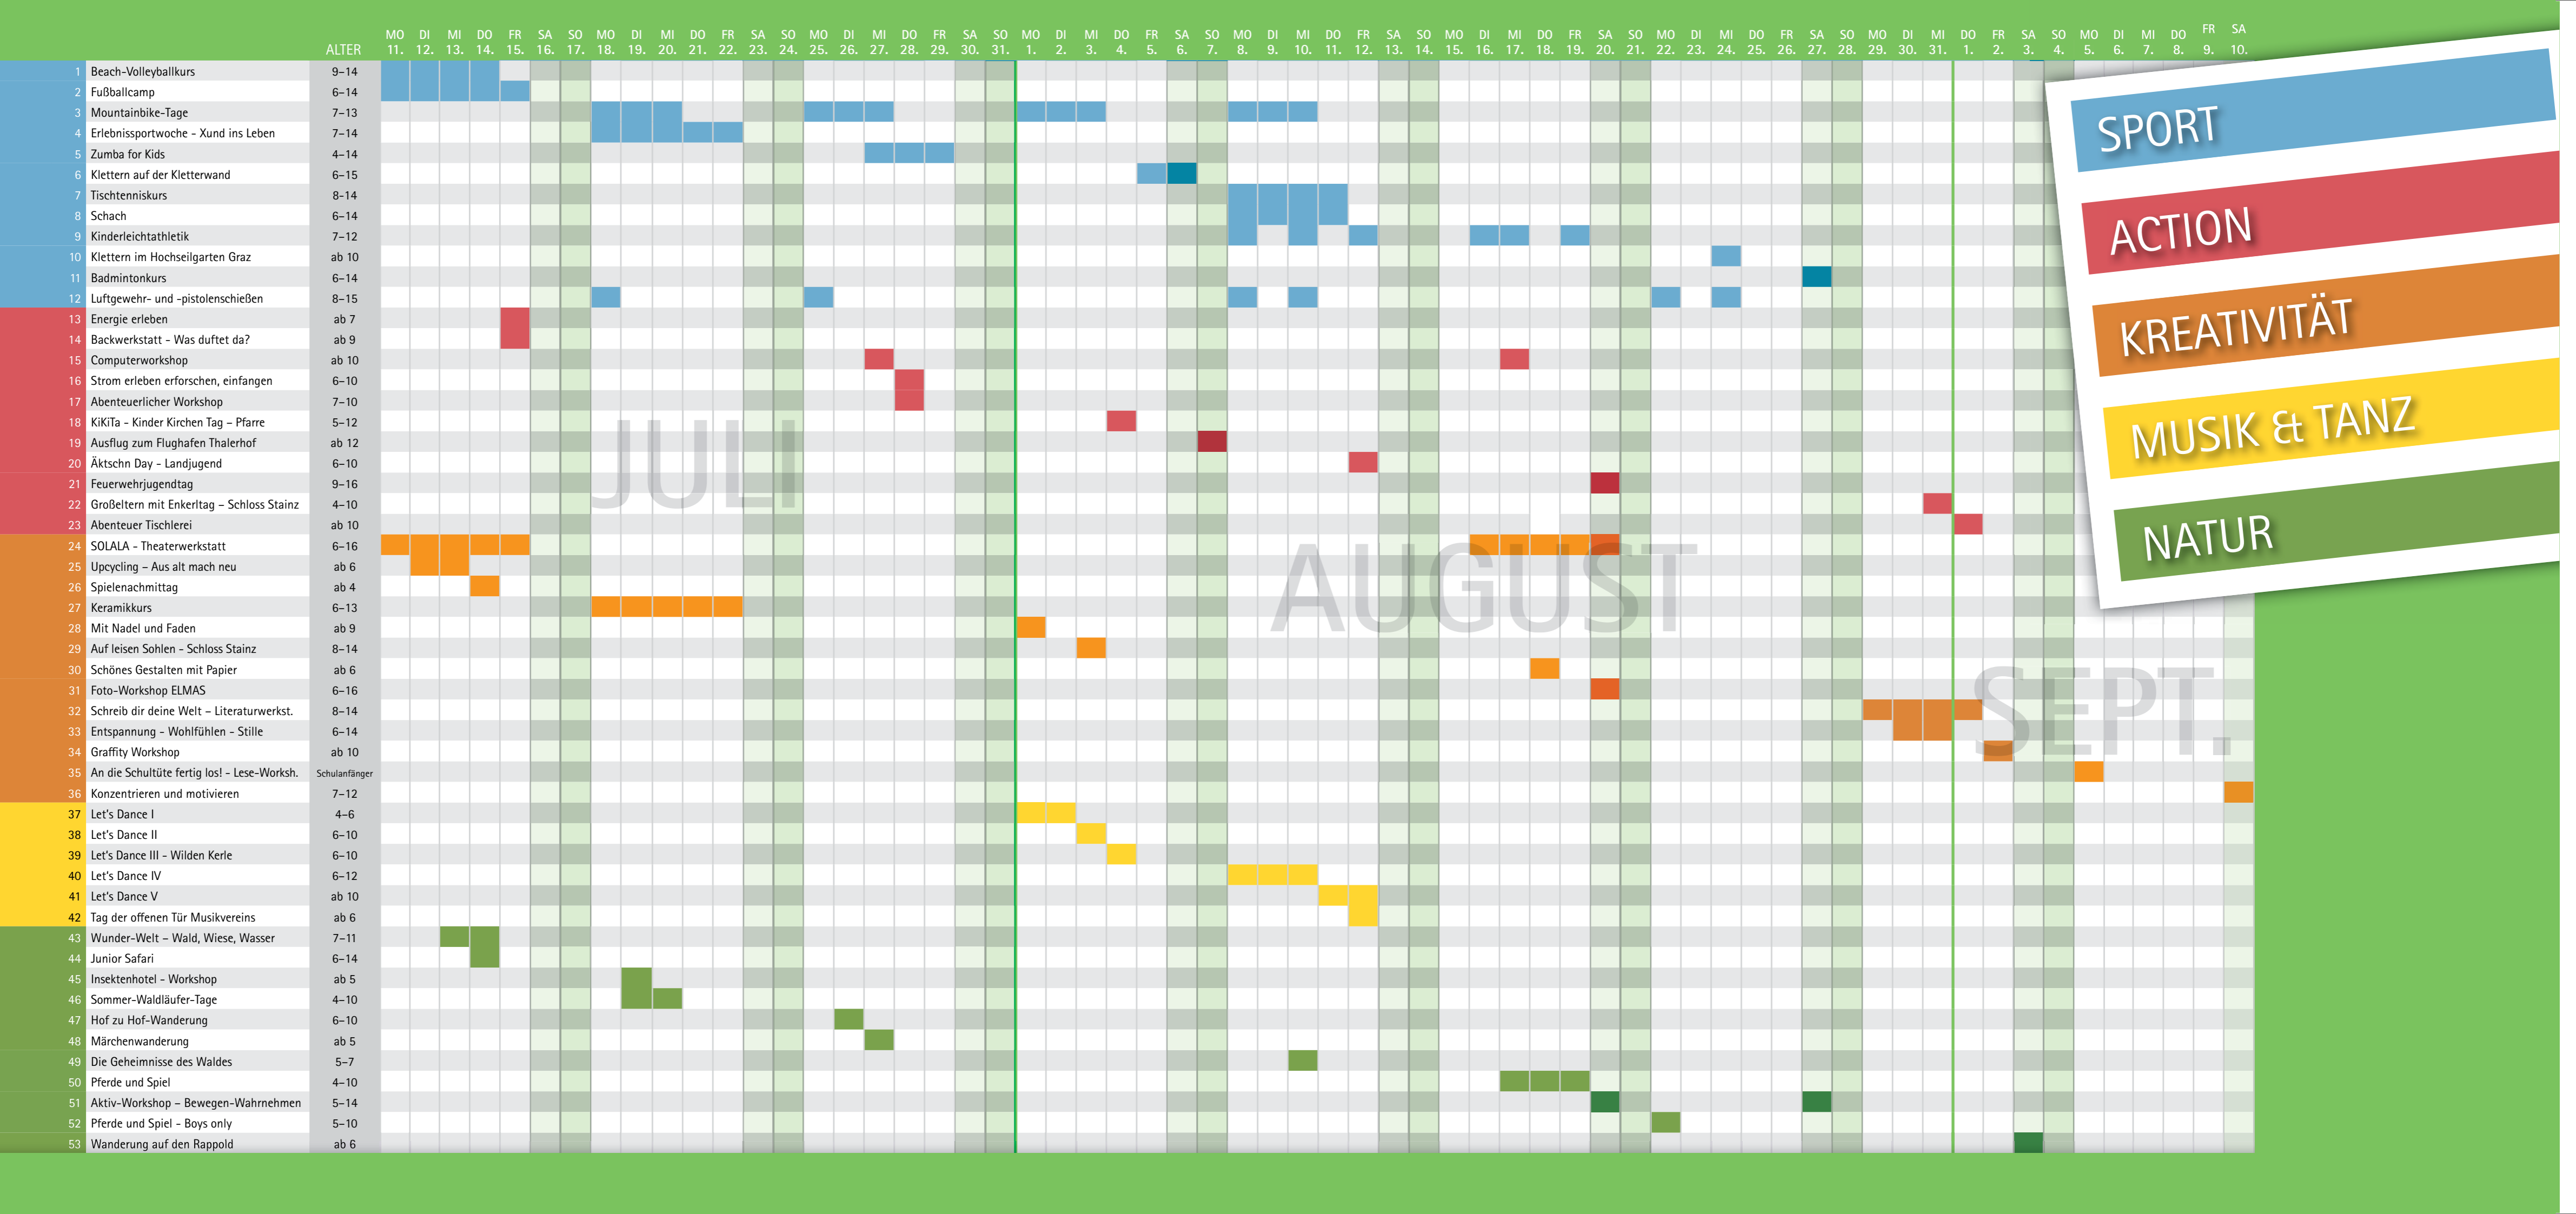 MO DI MI DO FR SA SO MO DI MI DO FR SA SO MO DI MI DO FR SA SO MO DI MI DO FR SA SO MO DI MI DO FR SA SO MO DI MI DO FR SA SO MO DI MI DO FR SA SO MO DI MI DO FR SA SO MO DI MI DO FR SA
ALTER 11. 12. 13. 14. 15. 16. 17. 18. 19. 20. 21. 22. 23. 24. 25. 26. 27. 28. 29. 30. 31. 1. 2. 3. 4. 5. 6. 7. 8. 9. 10. 11. 12. 13. 14. 15. 16. 17. 18. 19. 20. 21. 22. 23. 24. 25. 26. 27. 28. 29. 30. 31. 1. 2. 3. 4. 5. 6. 7. 8. 9. 10.
1 Beach-Volleyballkurs 9–14
2 Fußballcamp 6–14
3 Mountainbike-Tage 7–13
4 Erlebnissportwoche - Xund ins Leben 7–14
5 Zumba for Kids 4–14
6 Klettern auf der Kletterwand 6–15
7 Tischtenniskurs 8-14
8 Schach 6–14
9 Kinderleichtathletik 7–12
10 Klettern im Hochseilgarten Graz ab 10
11 Badmintonkurs 6–14
12 Luftgewehr- und -pistolenschießen 8–15
13 Energie erleben ab 7
14 Backwerkstatt - Was duftet da? ab 9
15 Computerworkshop ab 10
16 Strom erleben erforschen, einfangen 6–10
17 Abenteuerlicher Workshop 7–10
18 KiKiTa - Kinder Kirchen Tag – Pfarre 5–12
19 Ausflug zum Flughafen Thalerhof ab 12
20 Äktschn Day - Landjugend 6–10
21 Feuerwehrjugendtag 9–16
22 Großeltern mit Enkerltag – Schloss Stainz 4–10
23 Abenteuer Tischlerei ab 10
24 SOLALA - Theaterwerkstatt 6–16
25 Upcycling – Aus alt mach neu ab 6
26 Spielenachmittag ab 4
27 Keramikkurs 6–13
28 Mit Nadel und Faden ab 9
29 Auf leisen Sohlen - Schloss Stainz 8–14
30 Schönes Gestalten mit Papier ab 6
31 Foto-Workshop ELMAS 6–16
32 Schreib dir deine Welt – Literaturwerkst. 8–14
33 Entspannung - Wohlfühlen - Stille 6–14
34 Graffity Workshop ab 10
35 An die Schultüte fertig los! - Lese-Worksh. Schulanfänger
36 Konzentrieren und motivieren 7–12
37 Let's Dance I 4–6
38 Let's Dance II 6–10
39 Let's Dance III - Wilden Kerle 6–10
40 Let's Dance IV 6–12
41 Let's Dance V ab 10
42 Tag der offenen Tür Musikvereins ab 6
43 Wunder-Welt – Wald, Wiese, Wasser 7–11
44 Junior Safari 6–14
45 Insektenhotel - Workshop ab 5
46 Sommer-Waldläufer-Tage 4–10
47 Hof zu Hof-Wanderung 6–10
48 Märchenwanderung ab 5
49 Die Geheimnisse des Waldes 5–7
50 Pferde und Spiel 4–10
51 Aktiv-Workshop – Bewegen-Wahrnehmen 5–14
52 Pferde und Spiel - Boys only 5–10
53 Wanderung auf den Rappold ab 6
JULI
AUGUST
SEPT.
SPORT
ACTION
KREATIVITÄT
MUSIK & TANZ
NATUR